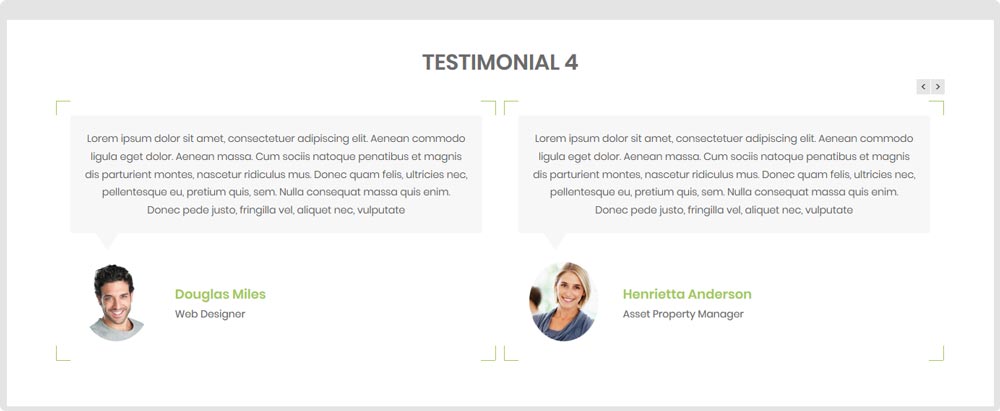 TESTIMONIAL 4
Lorem ipsum dolor sit amet, consectetuer adipiscing elit. Aenean commodo
ligula eget dolor. Aenean massa. Cum sociis natoque penatibus et magnis
dis parturient montes, nascetur ridiculus mus. Donec quam felis, ultricies nec,
pellentesque eu, pretium quis, sem. Nulla consequat massa quis enim.
Donec pede justo, fringilla vel, aliquet nec, vulputate
Douglas Miles
Web Designer
Lorem ipsum dolor sit amet, consectetuer adipiscing elit. Aenean commodo
ligula eget dolor. Aenean massa. Cum sociis natoque penatibus et magnis
dis parturient montes, nascetur ridiculus mus. Donec quam felis, ultricies nec,
pellentesque eu, pretium quis, sem. Nulla consequat massa quis enim.
Donec pede justo, fringilla vel, aliquet nec, vulputate
Henrietta Anderson
Asset Property Manager